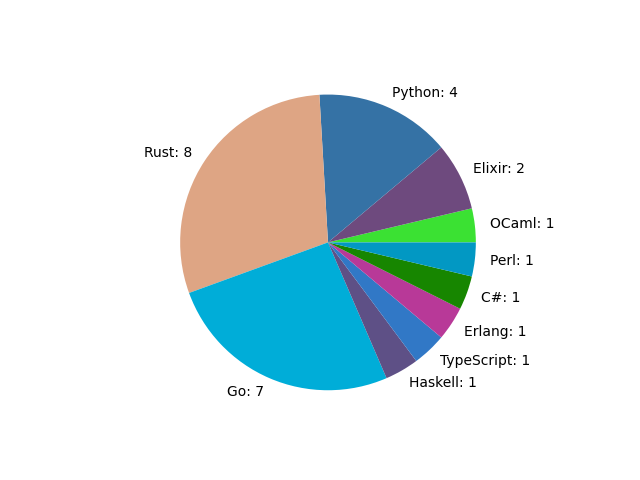 Python: 4
Rust: 8
Elixir: 2
OCaml: 1
Perl: 1
C#: 1
Erlang: 1
TypeScript: 1
Haskell: 1
Go: 7